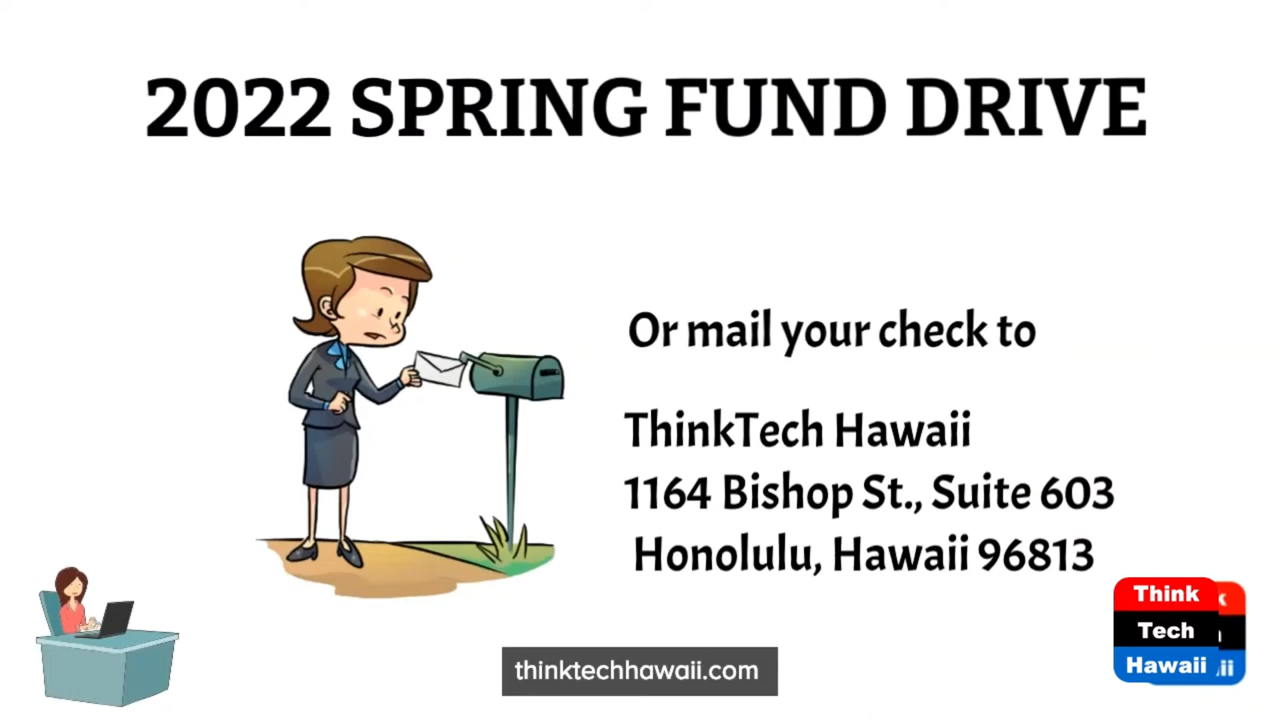 2022 SPRING FUND DRIVE
Or mail your check to
ThinkTech Hawaii
1164 Bishop St., Suite 603
Honolulu, Hawaii 96813
Think
Tech
Hawaii
thinktechhawaii.com